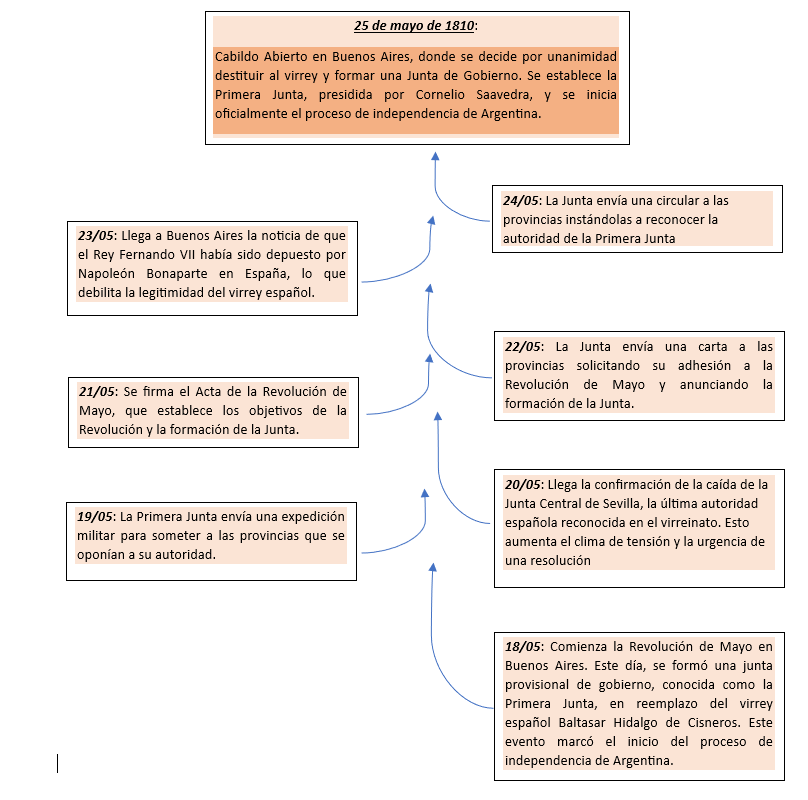 25 de mayo de 1810:
Cabildo Abierto en Buenos Aires, donde se decide por unanimidad
destituir al virrey y formar una Junta de Gobierno. Se establece la
Primera Junta, presidida por Cornelio Saavedra, y se inicia
oficialmente el proceso de independencia de Argentina.
24/05: La Junta envía una circular a las
provincias instándolas a reconocer la
autoridad de la Primera Junta
23/05: Llega a Buenos Aires la noticia de que
el Rey Fernando VII había sido depuesto por
Napoleón Bonaparte en España, lo que
debilita la legitimidad del virrey español.
22/05: La Junta envía una carta a las
provincias solicitando su adhesión a la
Revolución de Mayo y anunciando la
formación de la Junta.
21/05: Se firma el Acta de la Revolución de
Mayo, que establece los objetivos de la
Revolución y la formación de la Junta.
20/05: Llega la confirmación de la caída de la
Junta Central de Sevilla, la última autoridad
española reconocida en el virreinato. Esto
aumenta el clima de tensión y la urgencia de
una resolución
19/05: La Primera Junta envía una expedición
militar para someter a las provincias que se
oponían a su autoridad.
18/05: Comienza la Revolución de Mayo en
Buenos Aires. Este día, se formó una junta
provisional de gobierno, conocida como la
Primera Junta, en reemplazo del virrey
español Baltasar Hidalgo de Cisneros. Este
evento marcó el inicio del proceso de
independencia de Argentina.